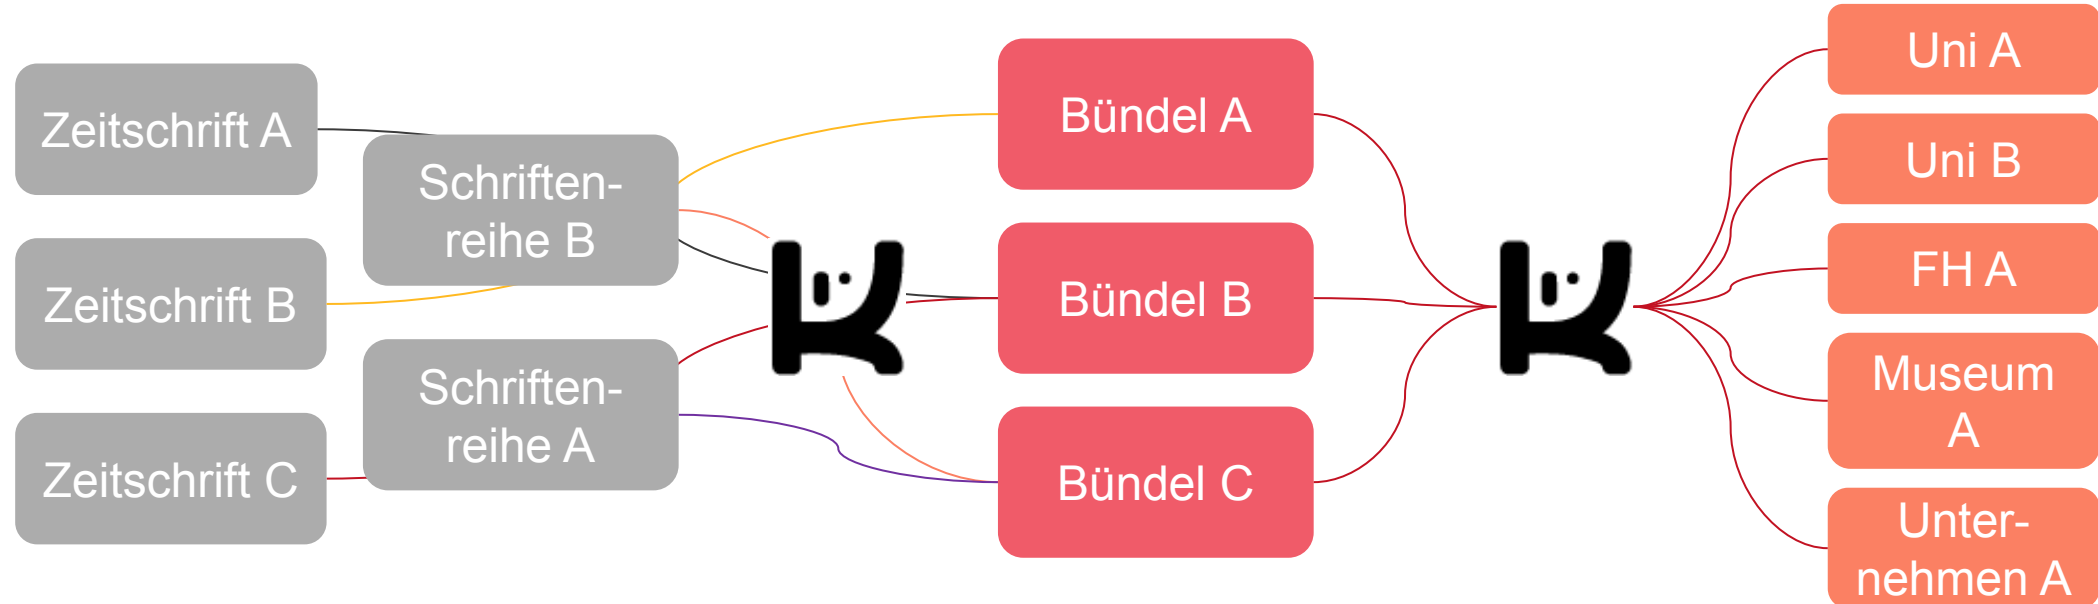 Zeitschrift A
Zeitschrift B
Zeitschrift C
Schriften-
reihe B
Schriften-
reihe A
Bündel A
Bündel B
Bündel C
Uni A
Uni B
FH A
Museum
A
Unter-
nehmen A